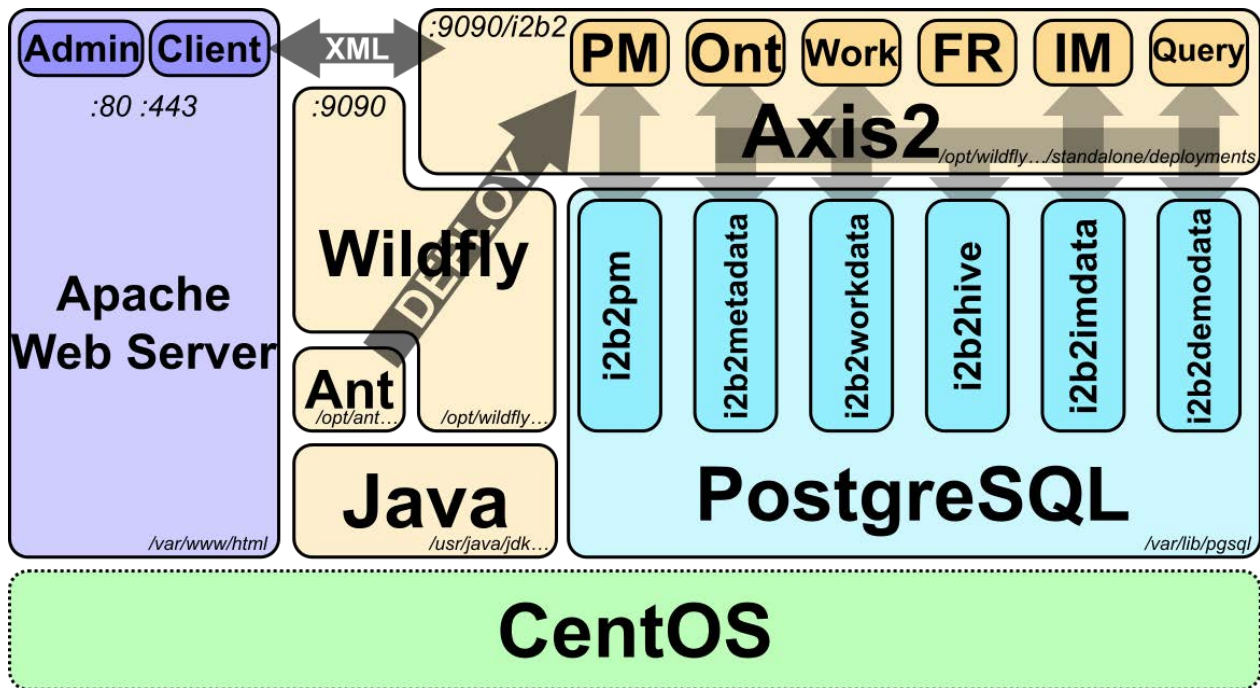 Admin Client
:80 :443
Apache
Web Server
/var/www/html
XML
:9090/i2b2
PM Ont Work FR IM Query
Axis2
/opt/wildfly…/standalone/deployments
:9090
Wildfly
/opt/wildfly…
DEPLOY
Ant
/opt/ant…
Java
/usr/java/jdk…
i2b2pm
i2b2metadata
i2b2workdata
i2b2hive
i2b2imdata
i2b2demodata
PostgreSQL
/var/lib/pgsql
CentOS